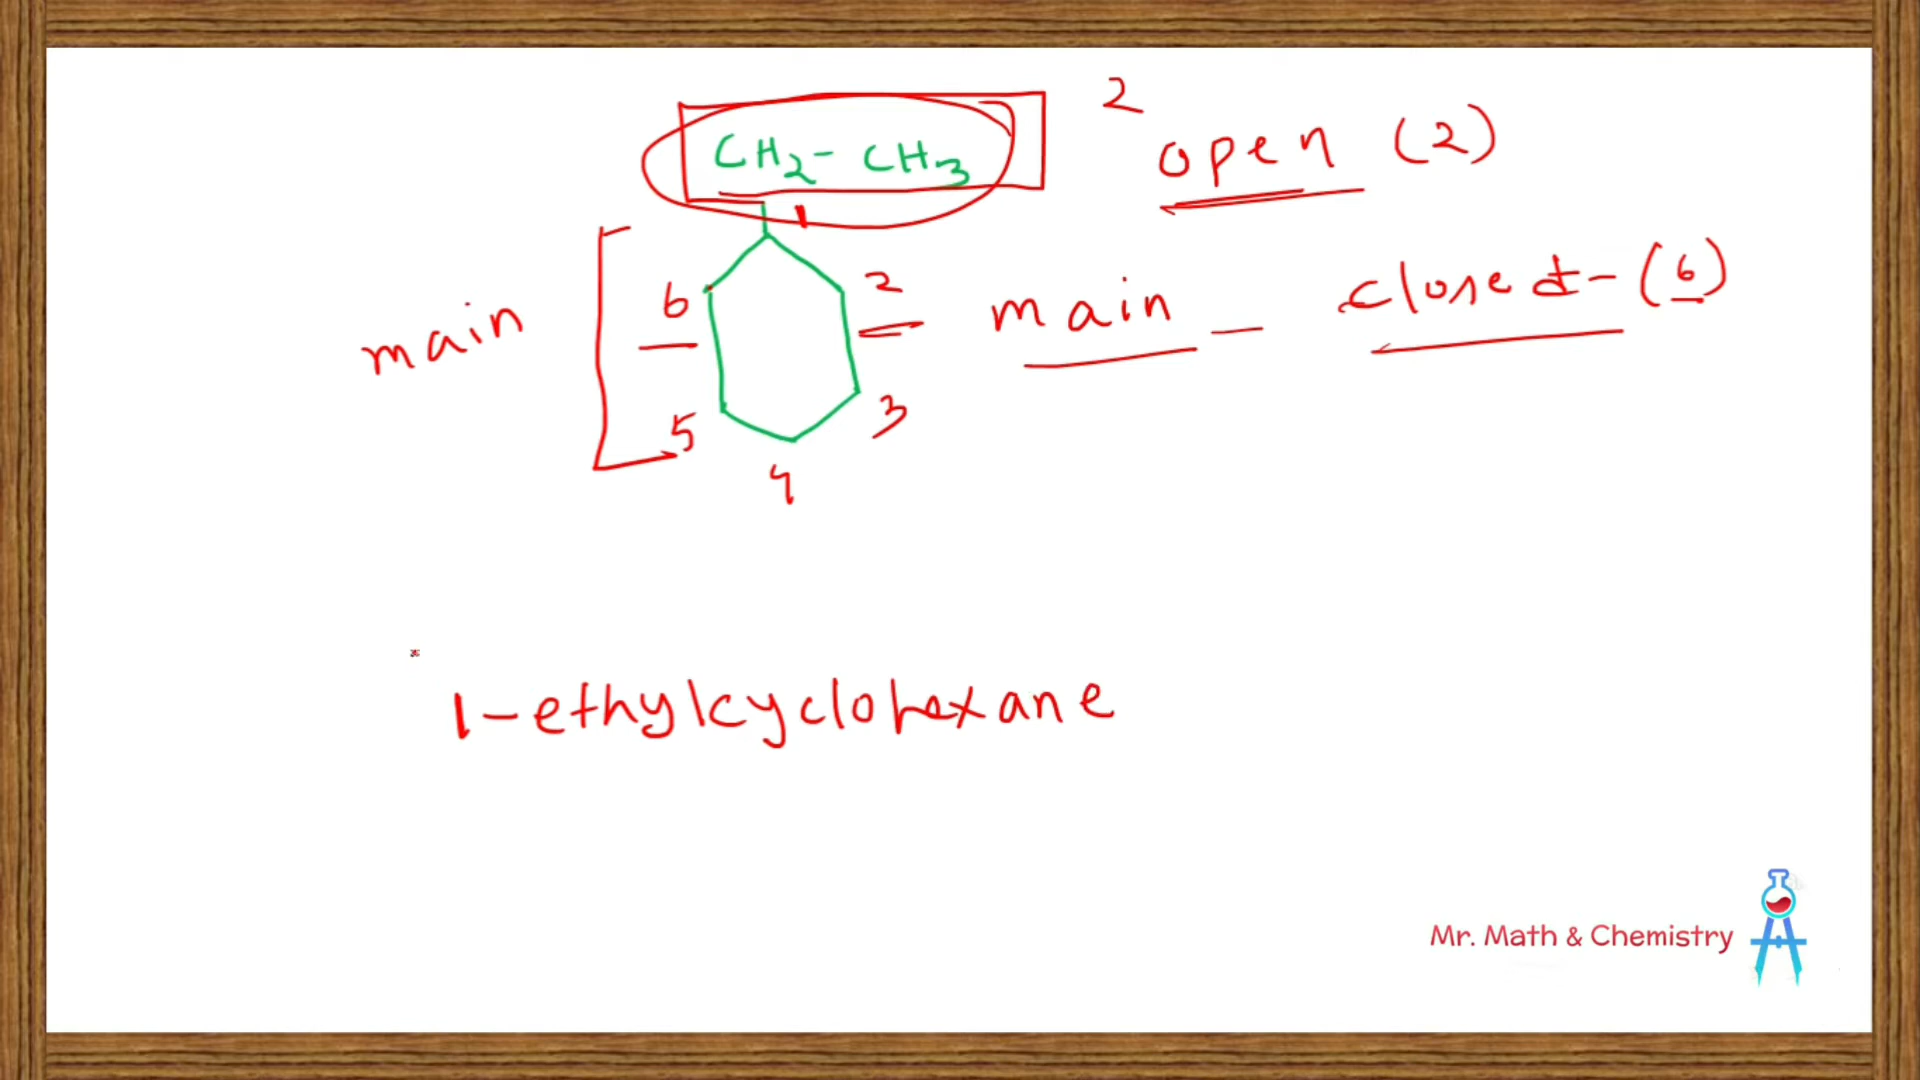 2
CH2 - CH3
open (2)
1
6
2
main
main - closed - (6)
5
3
4
1-ethylcyclohexane
Mr. Math & Chemistry